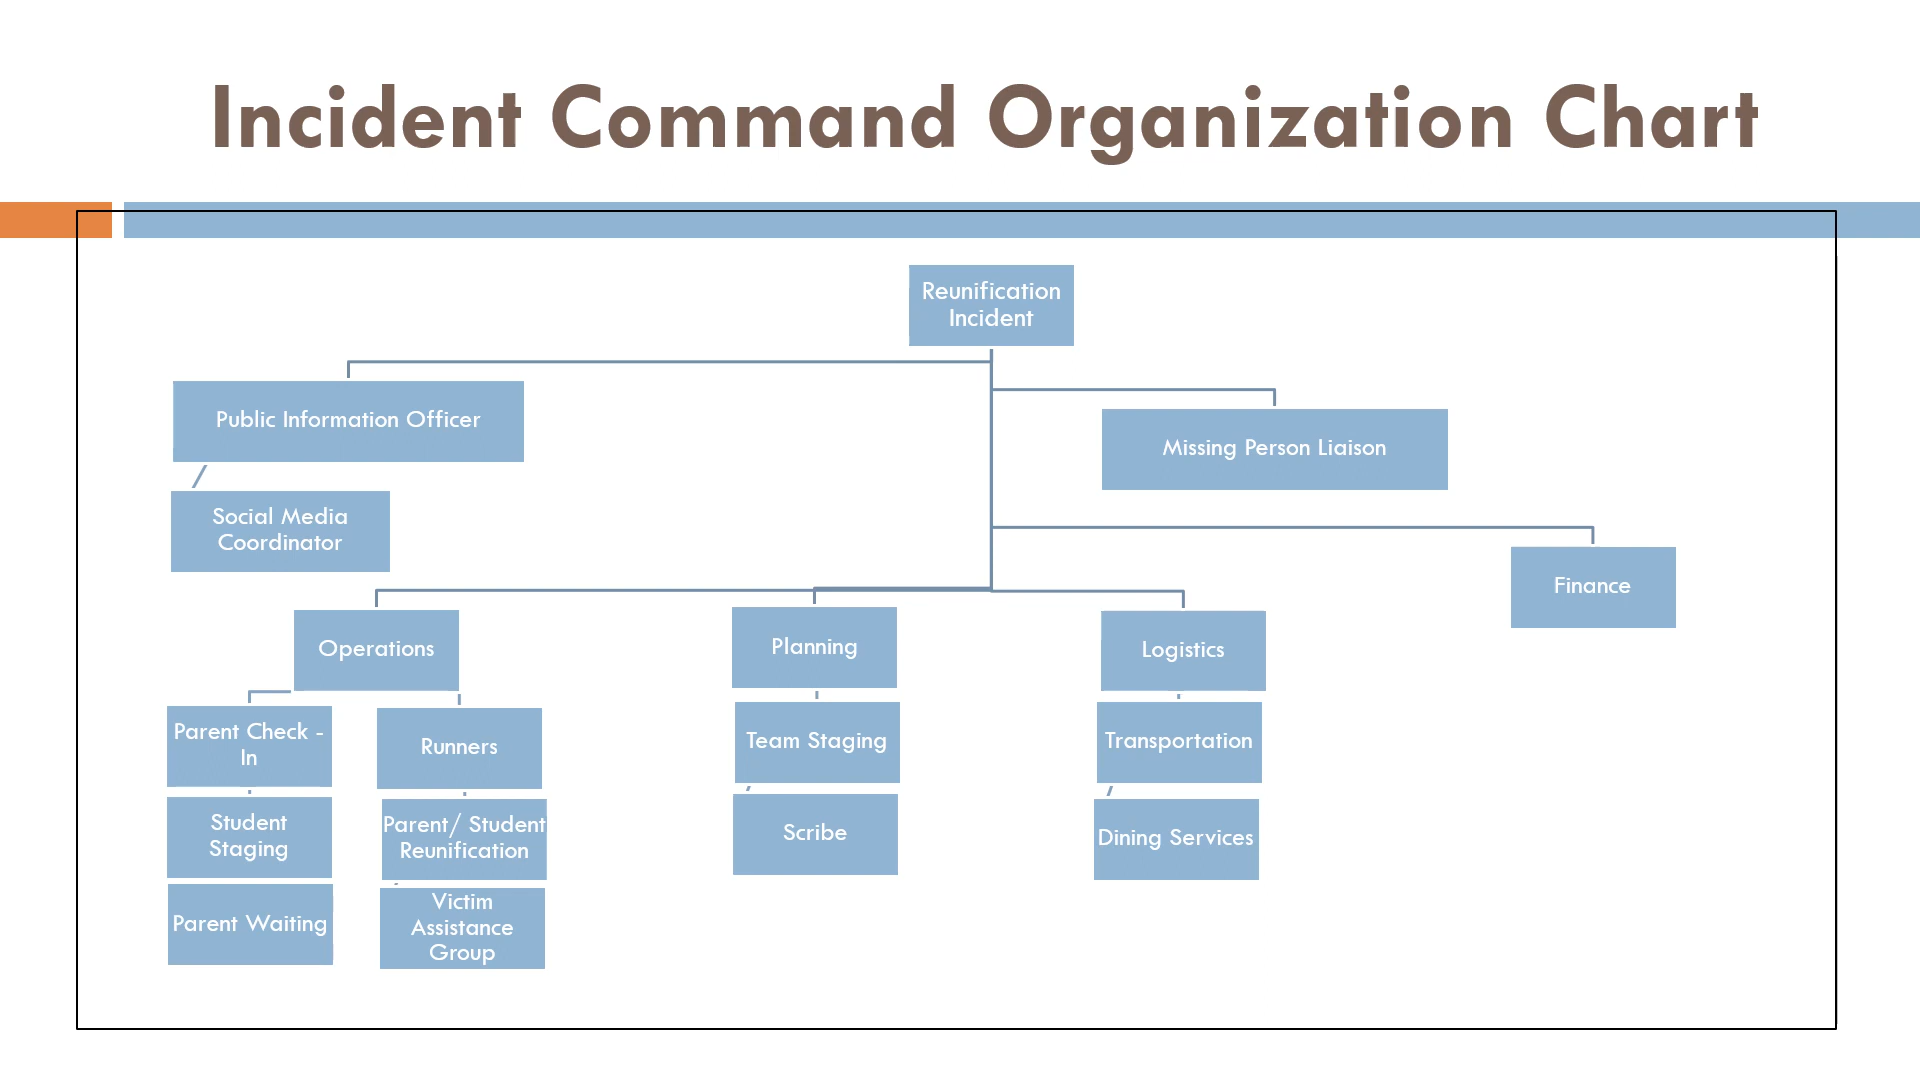 Incident Command Organization Chart
Reunification
Incident
Public Information Officer
Missing Person Liaison
Social Media
Coordinator
Finance
Operations
Planning
Logistics
Parent Check -
In
Runners
Team Staging
Transportation
Student
Staging
Parent/ Student
Reunification
Scribe
Dining Services
Parent Waiting
Victim
Assistance
Group